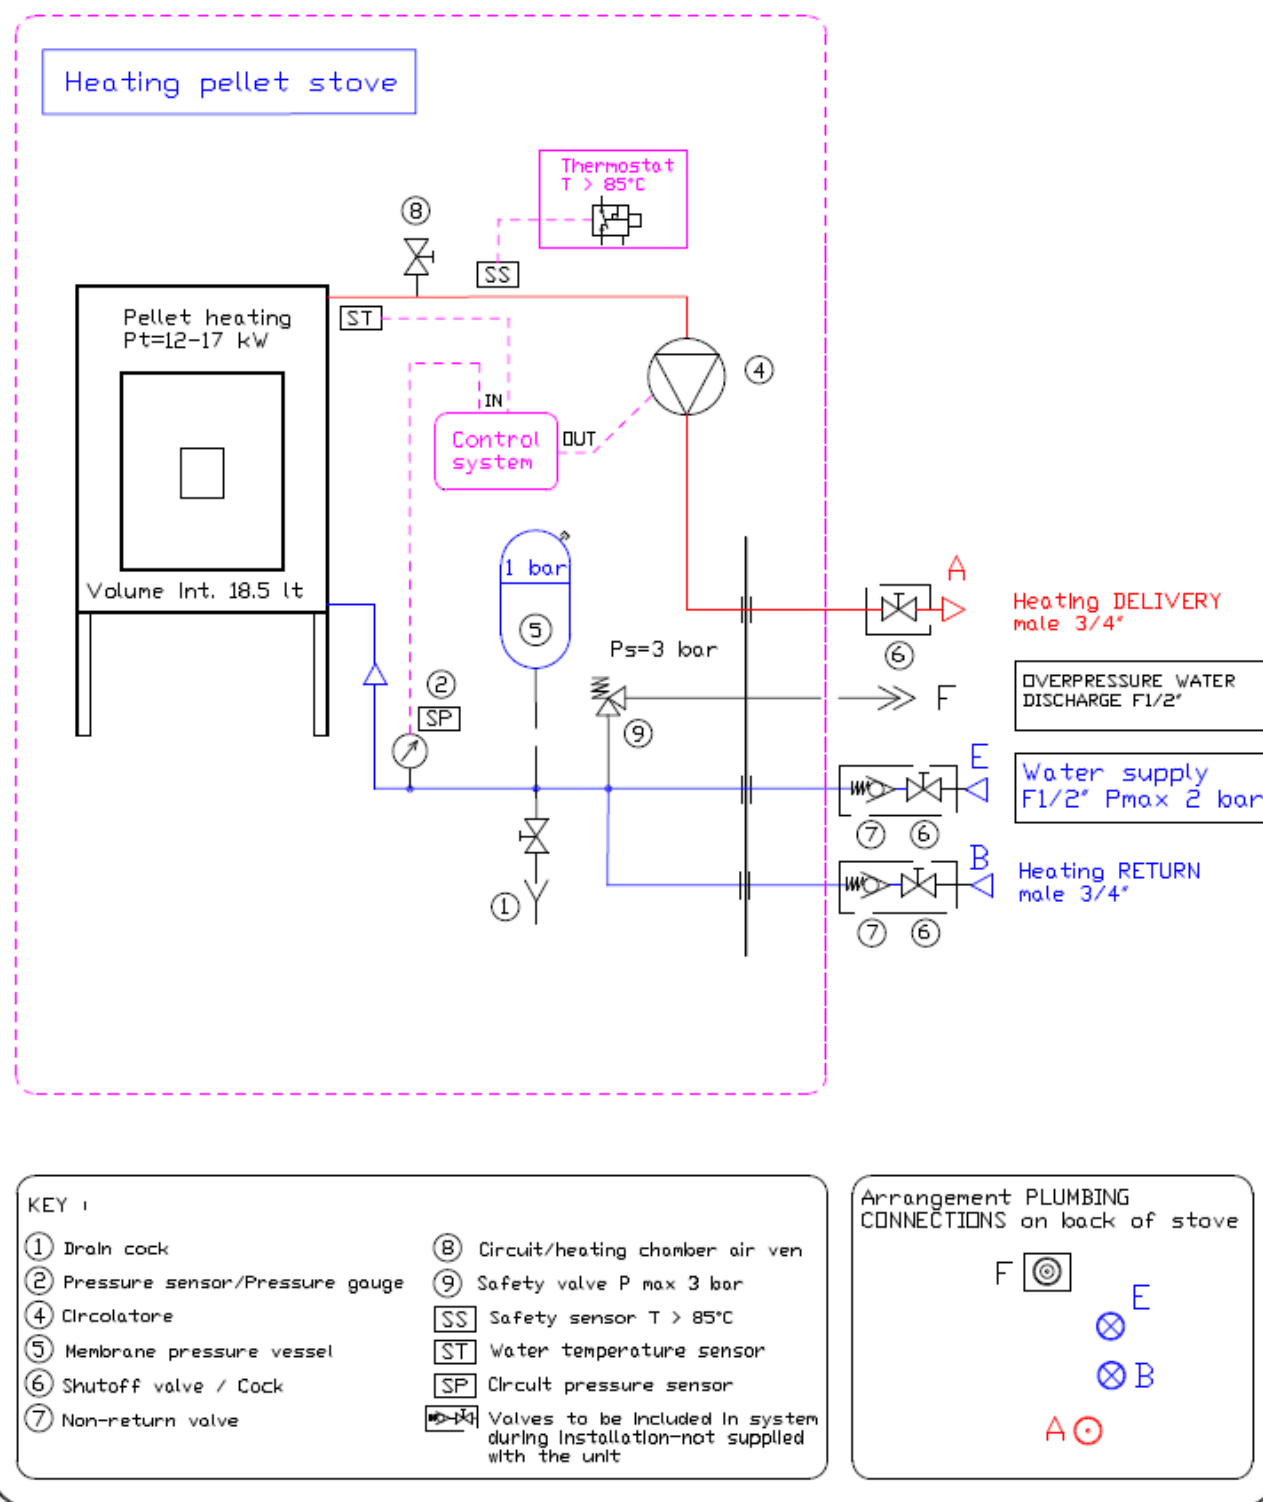 Heating pellet stove
Thermostat
T > 85°C
8
SS
Pellet heating
Pt=12-17 kW
ST
4
IN
Control
system
OUT
1 bar
5
Volume Int. 18.5 lt
A
Heating DELIVERY
male 3/4"
6
Ps=3 bar
2
SP
9
F
OVERPRESSURE WATER
DISCHARGE F1/2"
E
Water supply
F1/2" Pmax 2 bar
7 6
B
Heating RETURN
male 3/4"
1
7 6
KEY :
1 Drain cock
2 Pressure sensor/Pressure gauge
4 Circolatore
5 Membrane pressure vessel
6 Shutoff valve / Cock
7 Non-return valve
8 Circuit/heating chamber air ven
9 Safety valve P max 3 bar
SS Safety sensor T > 85°C
ST Water temperature sensor
SP Circuit pressure sensor
Valves to be included in system
during installation-not supplied
with the unit
Arrangement PLUMBING
CONNECTIONS on back of stove
F
E
B
A